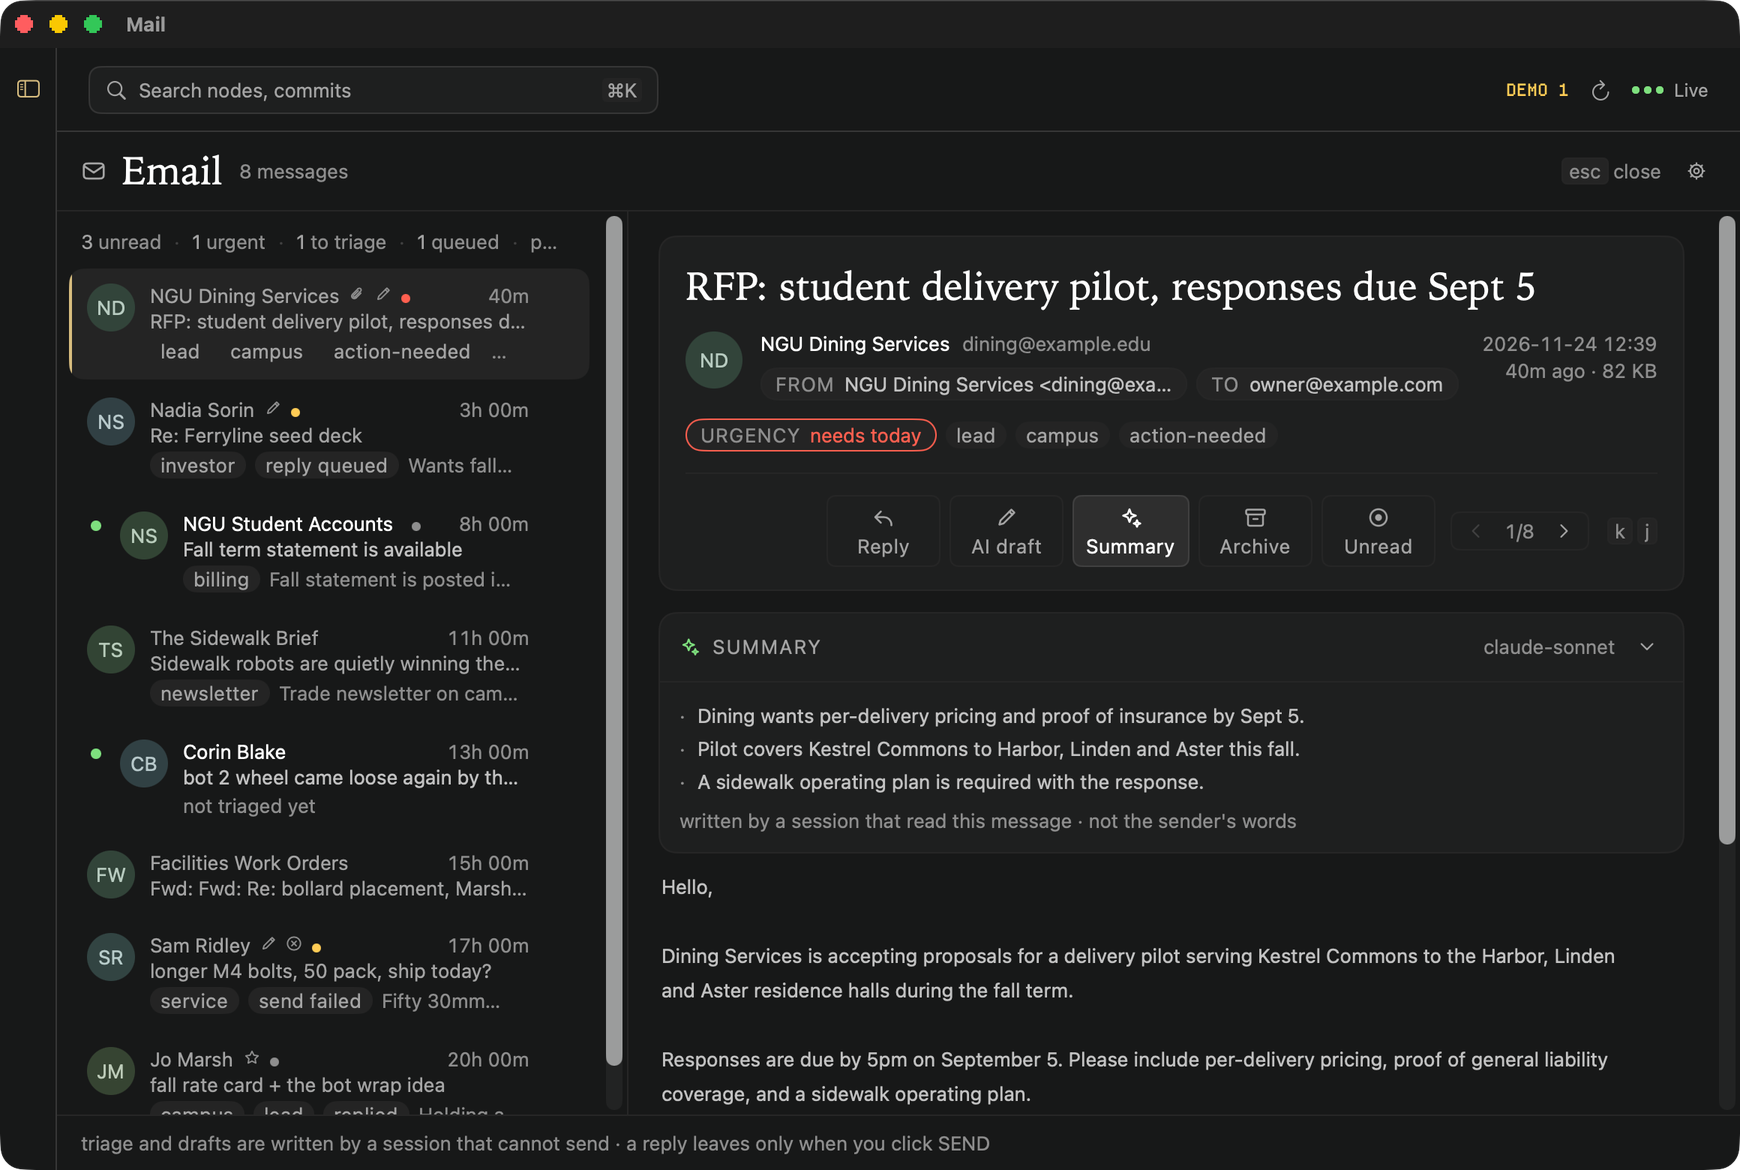 Mail
Search nodes, commits ⌘K
DEMO 1
Live
Email 8 messages
esc close
3 unread · 1 urgent · 1 to triage · 1 queued · p...
ND
NGU Dining Services 40m
RFP: student delivery pilot, responses d...
lead campus action-needed ...
NS
Nadia Sorin 3h 00m
Re: Ferryline seed deck
investor reply queued Wants fall...
NS
NGU Student Accounts 8h 00m
Fall term statement is available
billing Fall statement is posted i...
TS
The Sidewalk Brief 11h 00m
Sidewalk robots are quietly winning the...
newsletter Trade newsletter on cam...
CB
Corin Blake 13h 00m
bot 2 wheel came loose again by th...
not triaged yet
FW
Facilities Work Orders 15h 00m
Fwd: Fwd: Re: bollard placement, Marsh...
SR
Sam Ridley 17h 00m
longer M4 bolts, 50 pack, ship today?
service send failed Fifty 30mm...
JM
Jo Marsh 20h 00m
fall rate card + the bot wrap idea
campus lead replied Holding a
RFP: student delivery pilot, responses due Sept 5
ND
NGU Dining Services dining@example.edu 2026-11-24 12:39
FROM NGU Dining Services <dining@exa... TO owner@example.com 40m ago · 82 KB
URGENCY needs today lead campus action-needed
Reply
AI draft
Summary
Archive
Unread
1/8
k j
SUMMARY claude-sonnet
· Dining wants per-delivery pricing and proof of insurance by Sept 5.
· Pilot covers Kestrel Commons to Harbor, Linden and Aster this fall.
· A sidewalk operating plan is required with the response.
written by a session that read this message · not the sender's words
Hello,
Dining Services is accepting proposals for a delivery pilot serving Kestrel Commons to the Harbor, Linden
and Aster residence halls during the fall term.
Responses are due by 5pm on September 5. Please include per-delivery pricing, proof of general liability
coverage, and a sidewalk operating plan.
triage and drafts are written by a session that cannot send · a reply leaves only when you click SEND